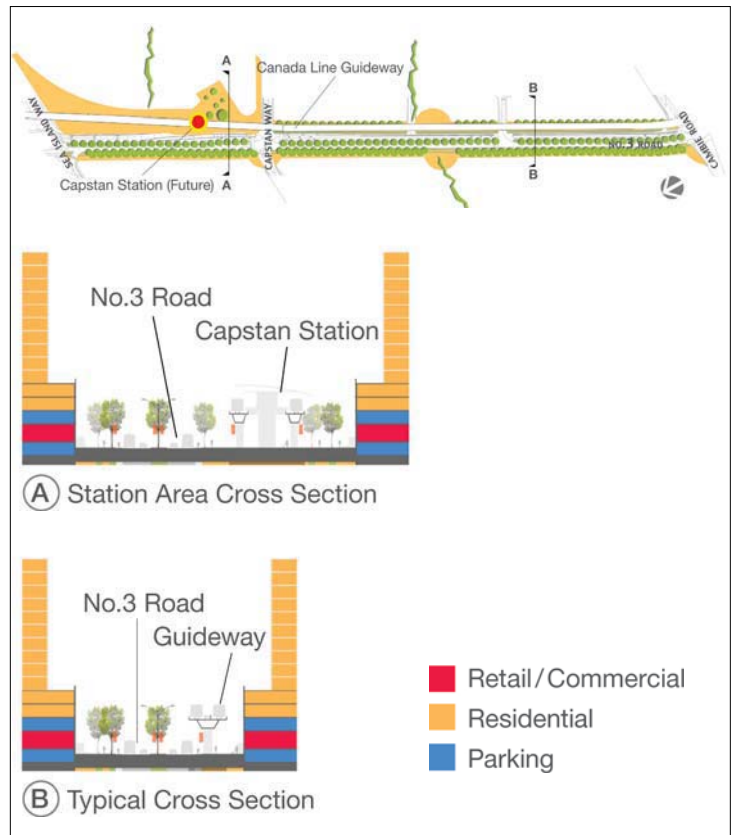 A
Canada Line Guideway
B
SEA ISLAND WAY
CAPSTAN WAY
NO.3 ROAD
CAMBIE ROAD
Capstan Station (Future)
A
B
No.3 Road
Capstan Station
A Station Area Cross Section
No.3 Road
Guideway
Retail/Commercial
Residential
Parking
B Typical Cross Section